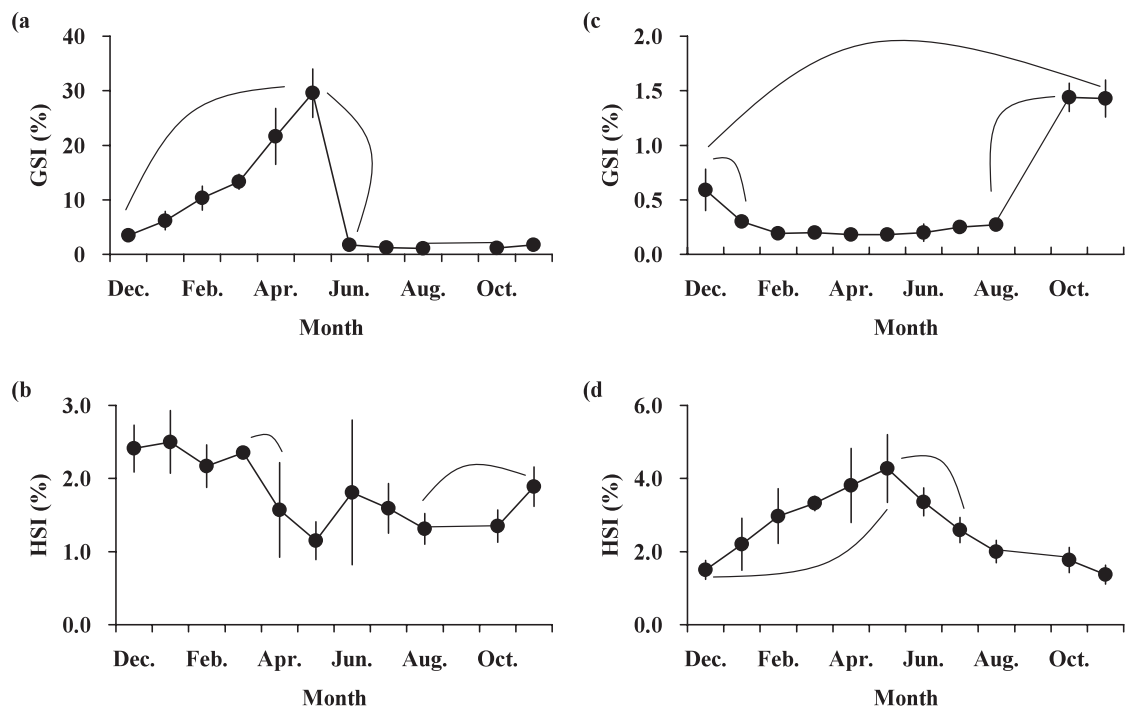 (a
GSI (%)
40
30
20
10
0
Dec. Feb. Apr. Jun. Aug. Oct.
Month
(c
GSI (%)
2.0
1.5
1.0
0.5
0.0
Dec. Feb. Apr. Jun. Aug. Oct.
Month
(b
HSI (%)
3.0
2.0
1.0
0.0
Dec. Feb. Apr. Jun. Aug. Oct.
Month
(d
HSI (%)
6.0
4.0
2.0
0.0
Dec. Feb. Apr. Jun. Aug. Oct.
Month